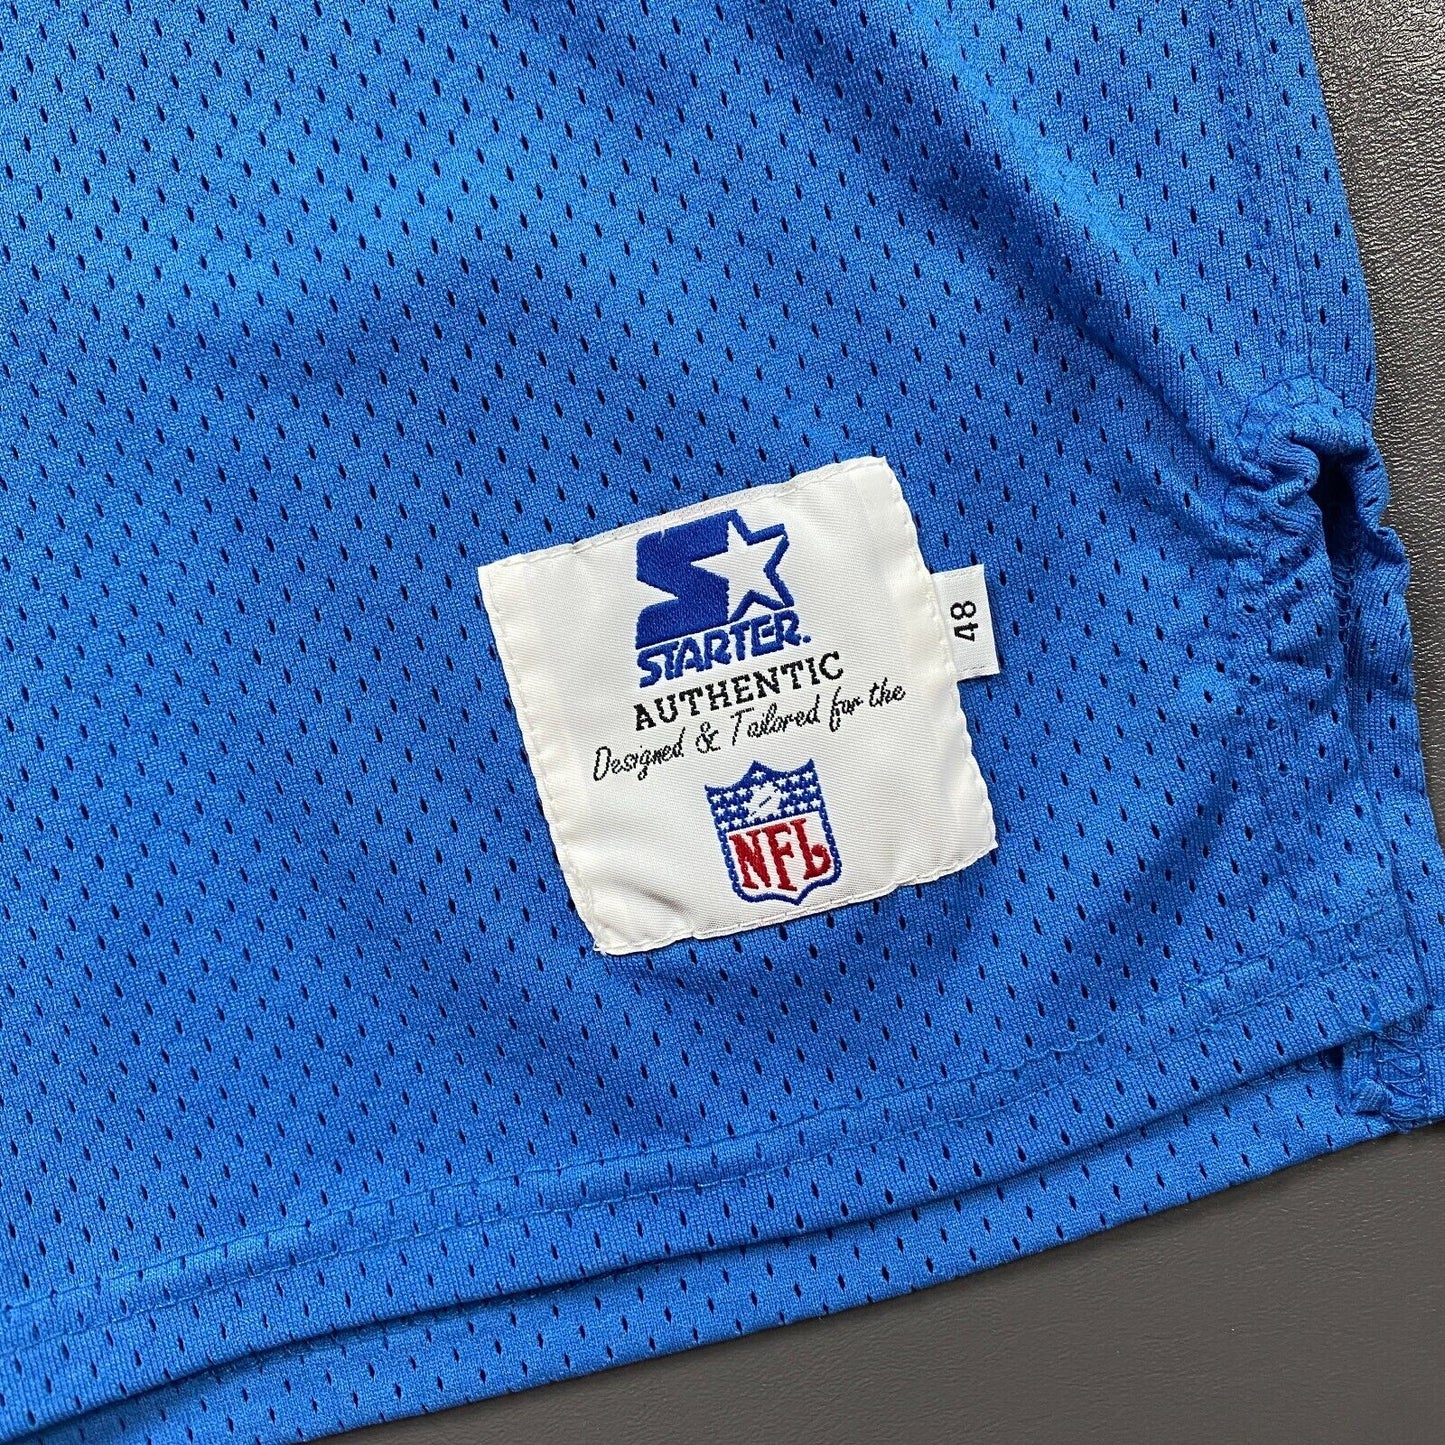 STARTER.
AUTHENTIC
Designed & Tailored for the
NFL
48